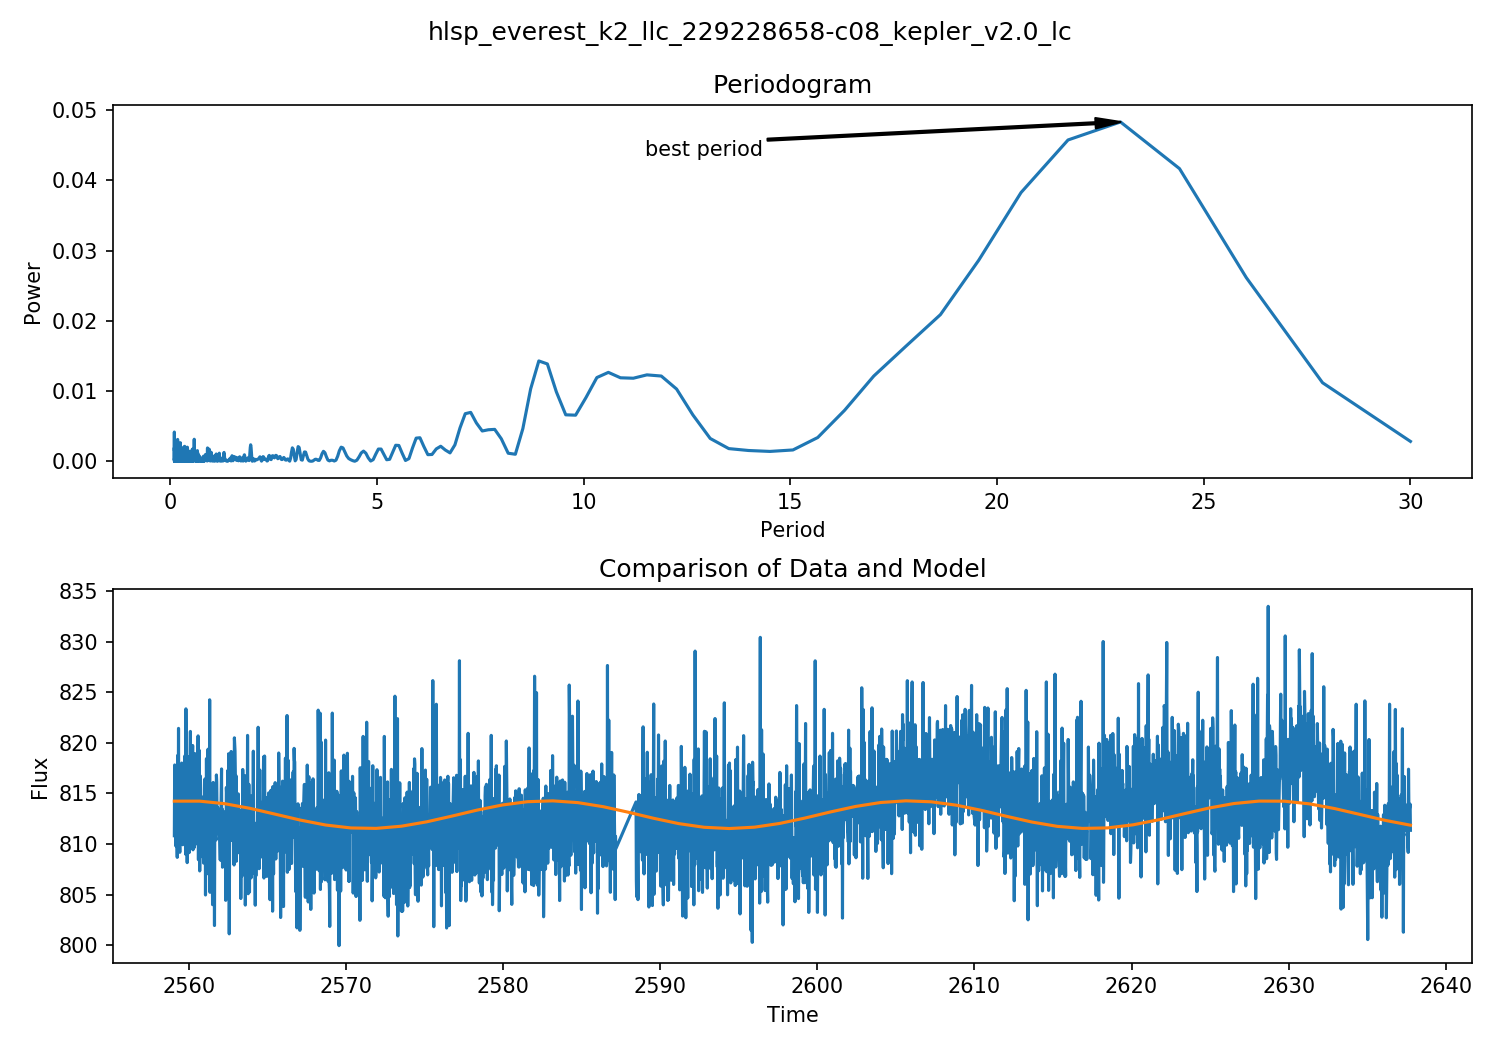 hlsp_everest_k2_llc_229228658-c08_kepler_v2.0_lc
Periodogram
0.05
0.04
0.03
0.02
0.01
0.00
Power
best period
0 5 10 15 20 25 30
Period
Comparison of Data and Model
835
830
825
820
815
810
805
800
Flux
2560 2570 2580 2590 2600 2610 2620 2630 2640
Time